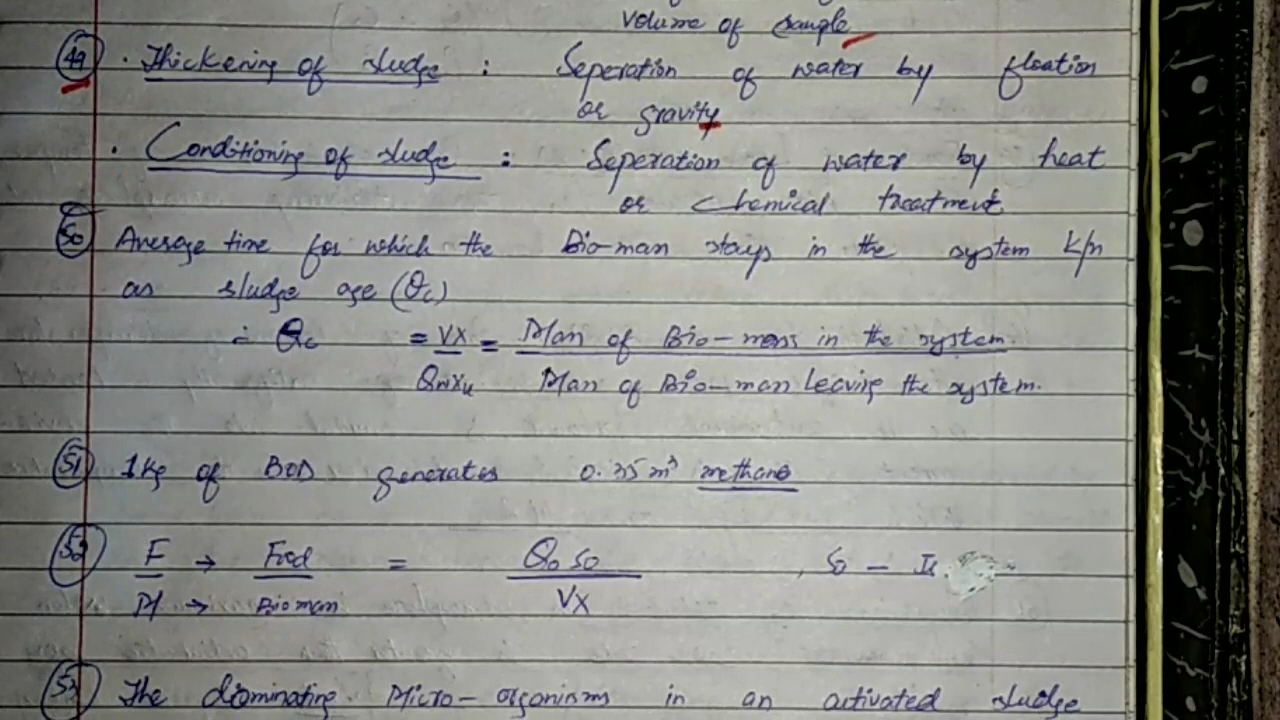 Volume of sample
49 . Thickening of sludge : Seperation of water by floation
or gravity
. Conditioning of sludge : Seperation of water by heat
or chemical treatment
50 Average time for which the Bio-mass stays in the system k/n
as sludge age (θc)
∴ θc = VX = Mass of Bio-mass in the system
QwXu Mass of Bio-mass Leaving the system.
51 1 kg of BOD generates 0.35 m³ methane
52 F → Food = Q0 S0 , S0 -
M → Biomass VX
53 The dominating Micro-organisms in an activated sludge